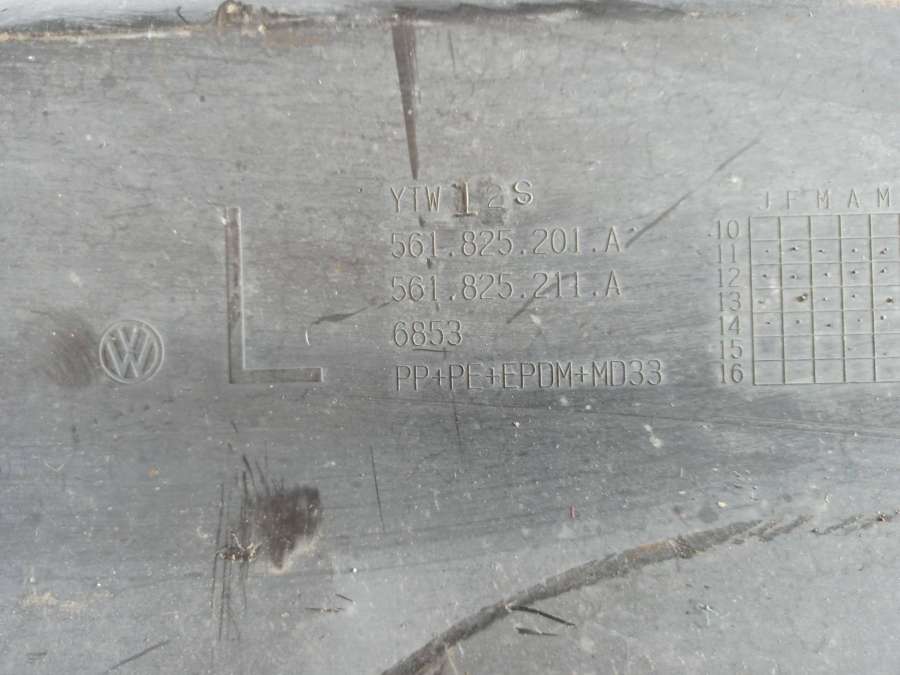 YTW 12S
561.825.201.A
561.825.211.A
6853
PP+PE+EPDM+MD33
L
J F M A M
10
11
12
13
14
15
16